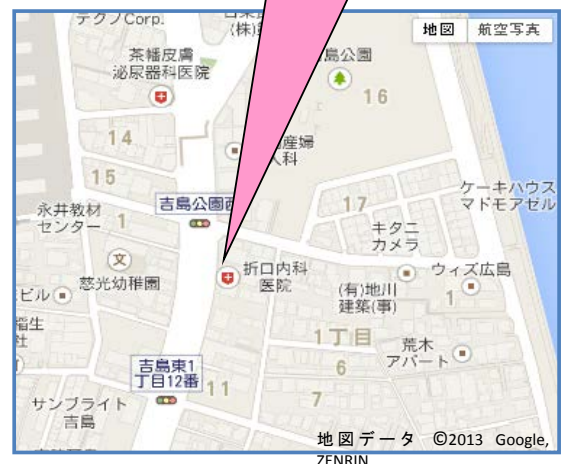 テクノCorp.
(株)
地図
航空写真
茶幡皮膚
泌尿器科医院
島公園
16
14
産婦
人科
15
17
ケーキハウス
マドモアゼル
永井教材
センター
1
吉島公園西
キタニ
カメラ
慈光幼稚園
折口内科
医院
ウィズ広島
(有)地川
建築(事)
1
ビル
稲生
1丁目
荒木
アパート
吉島東1
丁目12番
6
11
7
サンブライト
吉島
地図データ ©2013 Google,
ZENRIN